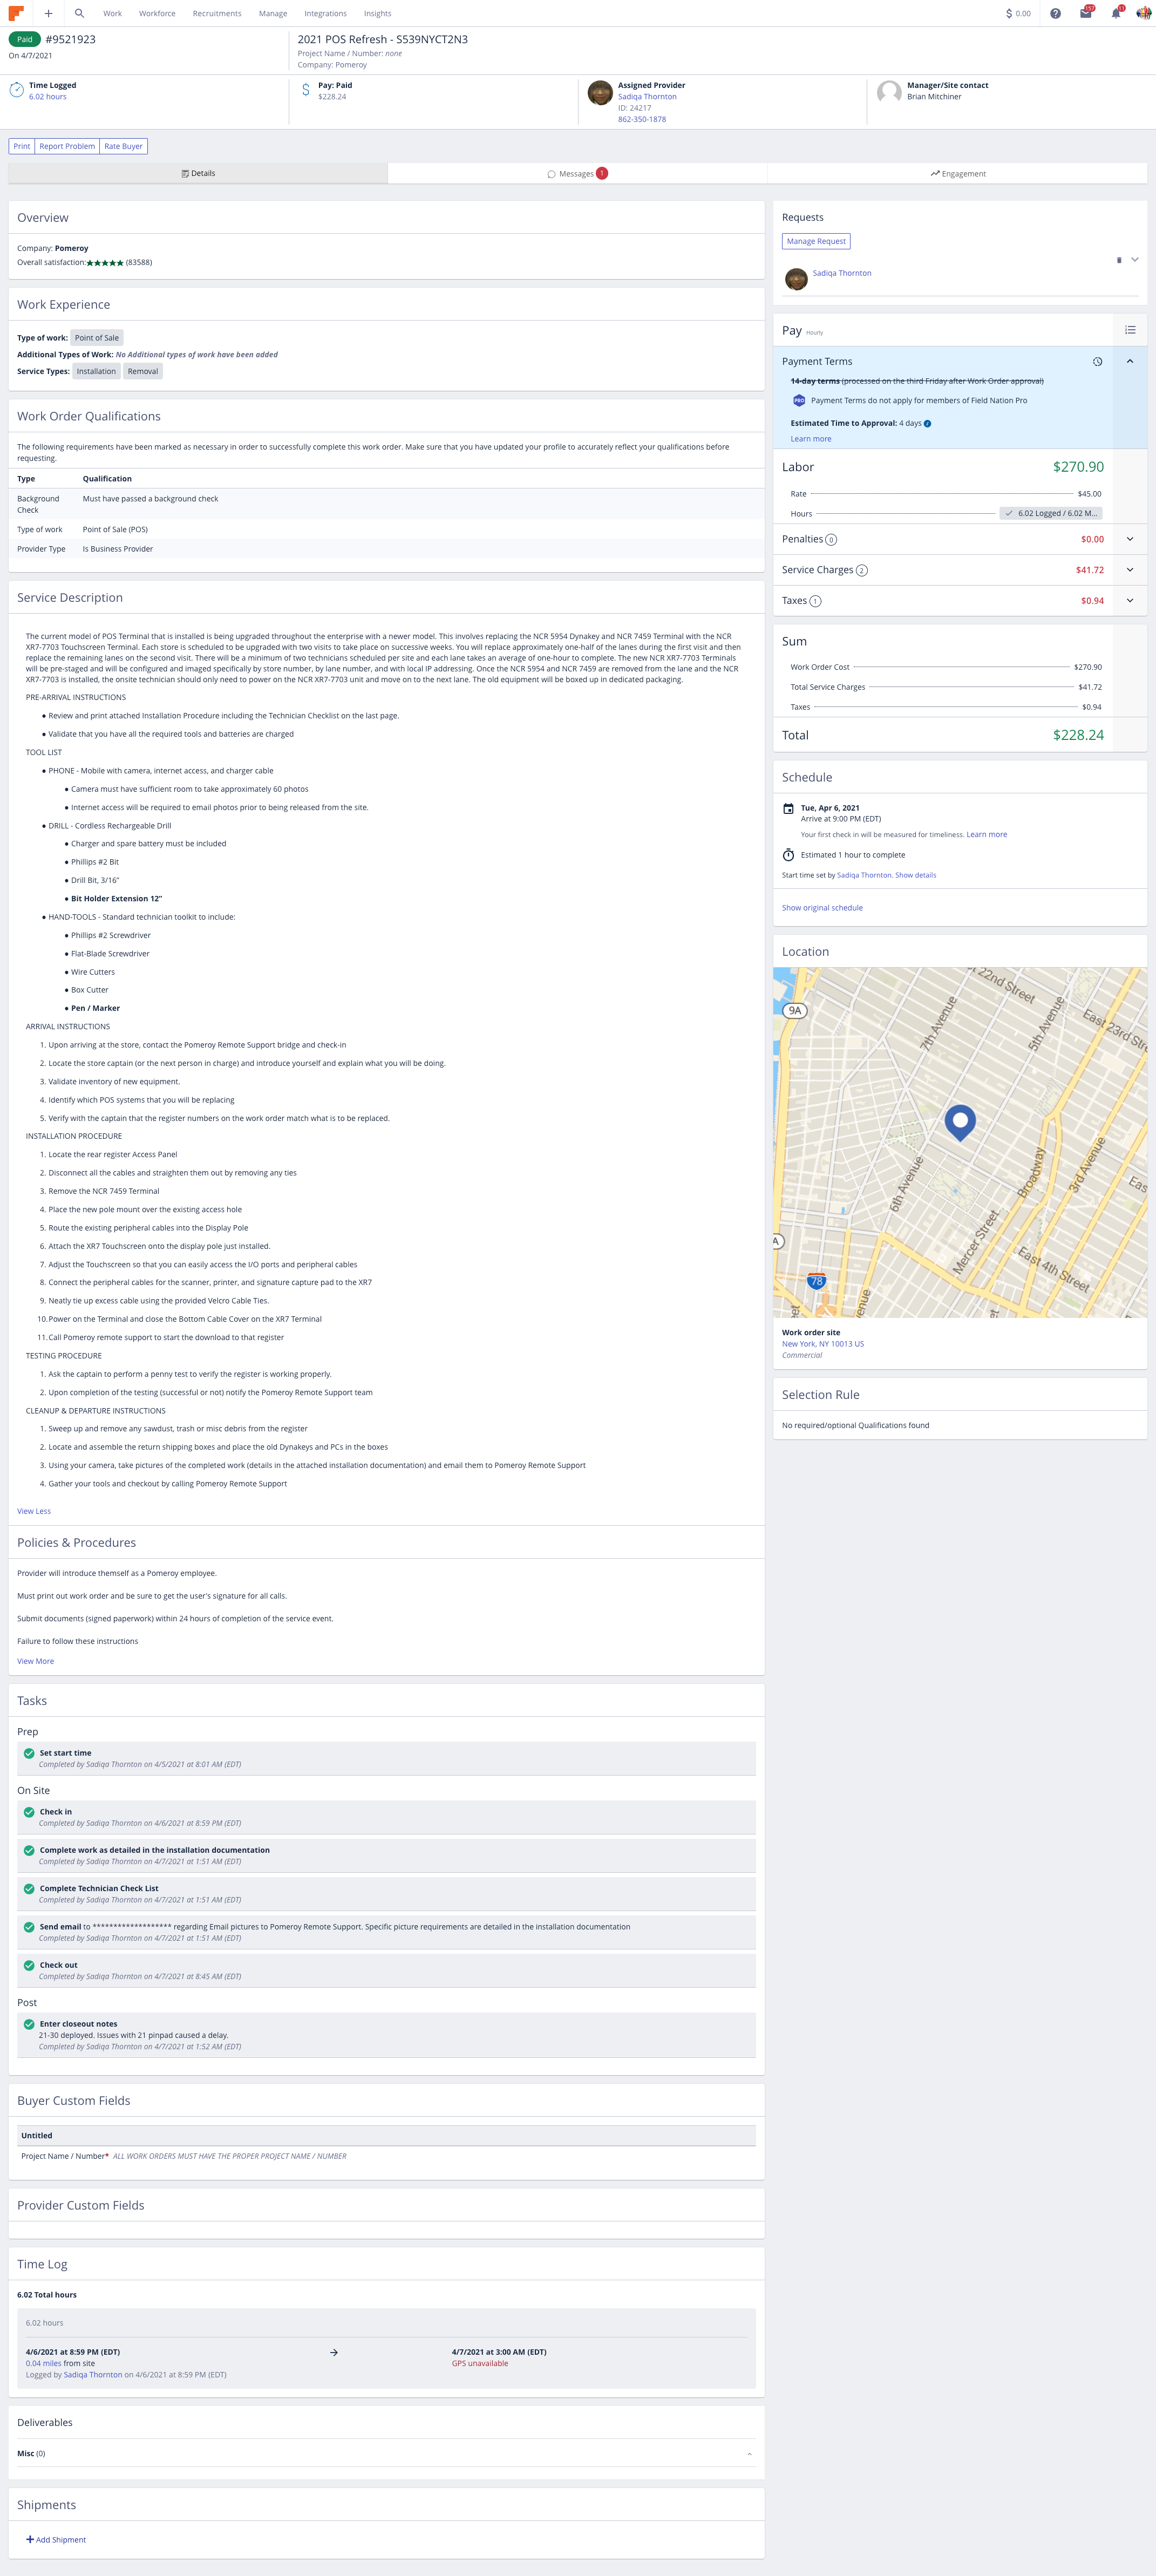 Work Workforce Recruitments Manage Integrations Insights
$ 0.00
157
11
Paid #9521923
On 4/7/2021
2021 POS Refresh - S539NYCT2N3
Project Name / Number: none
Company: Pomeroy
Time Logged
6.02 hours
Pay: Paid
$228.24
Assigned Provider
Sadiqa Thornton
ID: 24217
862-350-1878
Manager/Site contact
Brian Mitchiner
Print Report Problem Rate Buyer
Details
Messages 1
Engagement
Overview
Company: Pomeroy
Overall satisfaction:★★★★★ (83588)
Work Experience
Type of work: Point of Sale
Additional Types of Work: No Additional types of work have been added
Service Types: Installation Removal
Work Order Qualifications
The following requirements have been marked as necessary in order to successfully complete this work order. Make sure that you have updated your profile to accurately reflect your qualifications before
requesting.
Type Qualification
Background
Check
Must have passed a background check
Type of work Point of Sale (POS)
Provider Type Is Business Provider
Service Description
The current model of POS Terminal that is installed is being upgraded throughout the enterprise with a newer model. This involves replacing the NCR 5954 Dynakey and NCR 7459 Terminal with the NCR
XR7-7703 Touchscreen Terminal. Each store is scheduled to be upgraded with two visits to take place on successive weeks. You will replace approximately one-half of the lanes during the first visit and then
replace the remaining lanes on the second visit. There will be a minimum of two technicians scheduled per site and each lane takes an average of one-hour to complete. The new NCR XR7-7703 Terminals
will be pre-staged and will be configured and imaged specifically by store number, by lane number, and with local IP addressing. Once the NCR 5954 and NCR 7459 are removed from the lane and the NCR
XR7-7703 is installed, the onsite technician should only need to power on the NCR XR7-7703 unit and move on to the next lane. The old equipment will be boxed up in dedicated packaging.
PRE-ARRIVAL INSTRUCTIONS
● Review and print attached Installation Procedure including the Technician Checklist on the last page.
● Validate that you have all the required tools and batteries are charged
TOOL LIST
● PHONE - Mobile with camera, internet access, and charger cable
● Camera must have sufficient room to take approximately 60 photos
● Internet access will be required to email photos prior to being released from the site.
● DRILL - Cordless Rechargeable Drill
● Charger and spare battery must be included
● Phillips #2 Bit
● Drill Bit, 3/16"
● Bit Holder Extension 12"
● HAND-TOOLS - Standard technician toolkit to include:
● Phillips #2 Screwdriver
● Flat-Blade Screwdriver
● Wire Cutters
● Box Cutter
● Pen / Marker
ARRIVAL INSTRUCTIONS
1. Upon arriving at the store, contact the Pomeroy Remote Support bridge and check-in
2. Locate the store captain (or the next person in charge) and introduce yourself and explain what you will be doing.
3. Validate inventory of new equipment.
4. Identify which POS systems that you will be replacing
5. Verify with the captain that the register numbers on the work order match what is to be replaced.
INSTALLATION PROCEDURE
1. Locate the rear register Access Panel
2. Disconnect all the cables and straighten them out by removing any ties
3. Remove the NCR 7459 Terminal
4. Place the new pole mount over the existing access hole
5. Route the existing peripheral cables into the Display Pole
6. Attach the XR7 Touchscreen onto the display pole just installed.
7. Adjust the Touchscreen so that you can easily access the I/O ports and peripheral cables
8. Connect the peripheral cables for the scanner, printer, and signature capture pad to the XR7
9. Neatly tie up excess cable using the provided Velcro Cable Ties.
10. Power on the Terminal and close the Bottom Cable Cover on the XR7 Terminal
11. Call Pomeroy remote support to start the download to that register
TESTING PROCEDURE
1. Ask the captain to perform a penny test to verify the register is working properly.
2. Upon completion of the testing (successful or not) notify the Pomeroy Remote Support team
CLEANUP & DEPARTURE INSTRUCTIONS
1. Sweep up and remove any sawdust, trash or misc debris from the register
2. Locate and assemble the return shipping boxes and place the old Dynakeys and PCs in the boxes
3. Using your camera, take pictures of the completed work (details in the attached installation documentation) and email them to Pomeroy Remote Support
4. Gather your tools and checkout by calling Pomeroy Remote Support
View Less
Policies & Procedures
Provider will introduce themself as a Pomeroy employee.
Must print out work order and be sure to get the user's signature for all calls.
Submit documents (signed paperwork) within 24 hours of completion of the service event.
Failure to follow these instructions
View More
Tasks
Prep
Set start time
Completed by Sadiqa Thornton on 4/5/2021 at 8:01 AM (EDT)
On Site
Check in
Completed by Sadiqa Thornton on 4/6/2021 at 8:59 PM (EDT)
Complete work as detailed in the installation documentation
Completed by Sadiqa Thornton on 4/7/2021 at 1:51 AM (EDT)
Complete Technician Check List
Completed by Sadiqa Thornton on 4/7/2021 at 1:51 AM (EDT)
Send email to ******************* regarding Email pictures to Pomeroy Remote Support. Specific picture requirements are detailed in the installation documentation
Completed by Sadiqa Thornton on 4/7/2021 at 1:51 AM (EDT)
Check out
Completed by Sadiqa Thornton on 4/7/2021 at 8:45 AM (EDT)
Post
Enter closeout notes
21-30 deployed. Issues with 21 pinpad caused a delay.
Completed by Sadiqa Thornton on 4/7/2021 at 1:52 AM (EDT)
Buyer Custom Fields
Untitled
Project Name / Number* ALL WORK ORDERS MUST HAVE THE PROPER PROJECT NAME / NUMBER
Provider Custom Fields
Time Log
6.02 Total hours
6.02 hours
4/6/2021 at 8:59 PM (EDT)
0.04 miles from site
Logged by Sadiqa Thornton on 4/6/2021 at 8:59 PM (EDT)
4/7/2021 at 3:00 AM (EDT)
GPS unavailable
Deliverables
Misc (0)
Shipments
Add Shipment
Requests
Manage Request
Sadiqa Thornton
Pay Hourly
Payment Terms
14-day terms (processed on the third Friday after Work Order approval)
PRO Payment Terms do not apply for members of Field Nation Pro
Estimated Time to Approval: 4 days
Learn more
Labor $270.90
Rate $45.00
Hours 6.02 Logged / 6.02 M...
Penalties 0 $0.00
Service Charges 2 $41.72
Taxes 1 $0.94
Sum
Work Order Cost $270.90
Total Service Charges $41.72
Taxes $0.94
Total $228.24
Schedule
Tue, Apr 6, 2021
Arrive at 9:00 PM (EDT)
Your first check in will be measured for timeliness. Learn more
Estimated 1 hour to complete
Start time set by Sadiqa Thornton. Show details
Show original schedule
Location
9A
7th Avenue
5th Avenue
6th Avenue
Broadway
3rd Avenue
Mercer Street
East 4th Street
78
Work order site
New York, NY 10013 US
Commercial
Selection Rule
No required/optional Qualifications found